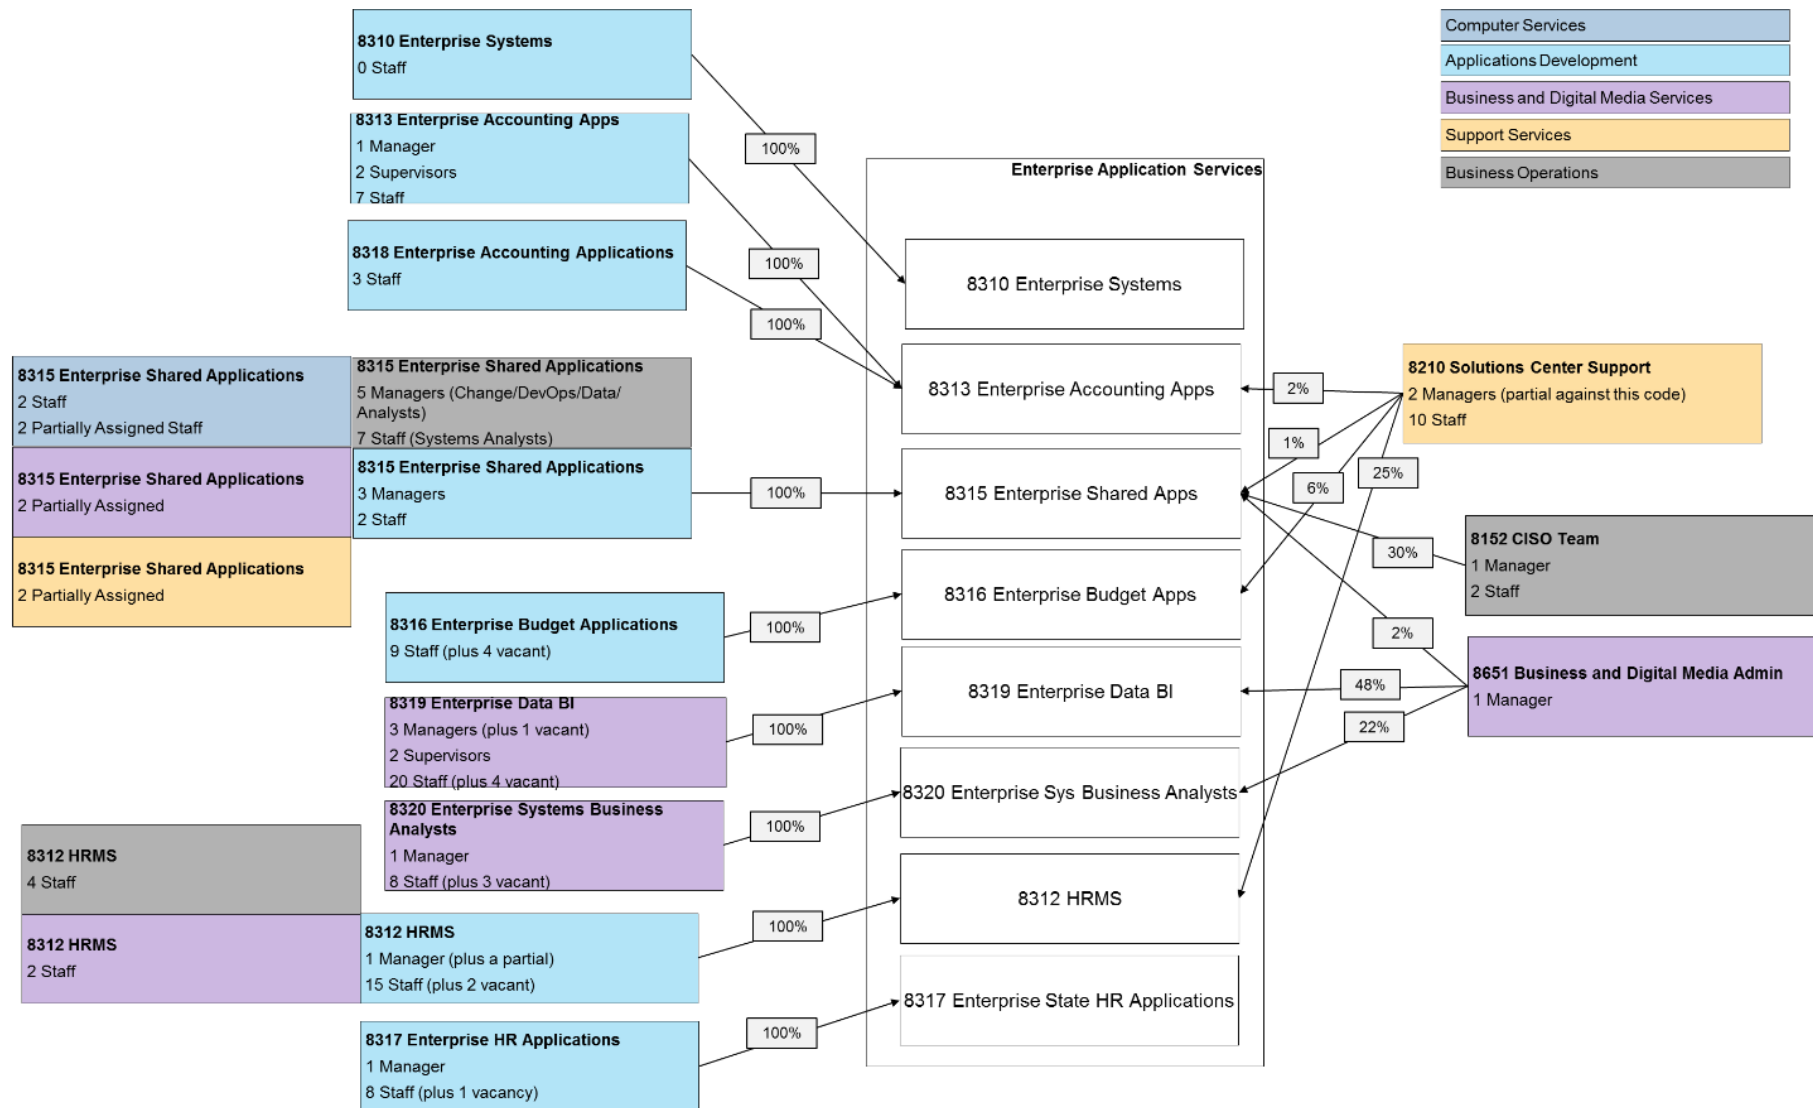 8310 Enterprise Systems
0 Staff
8313 Enterprise Accounting Apps
1 Manager
2 Supervisors
7 Staff
8318 Enterprise Accounting Applications
3 Staff
8315 Enterprise Shared Applications
2 Staff
2 Partially Assigned Staff
8315 Enterprise Shared Applications
5 Managers (Change/DevOps/Data/
Analysts)
7 Staff (Systems Analysts)
8315 Enterprise Shared Applications
2 Partially Assigned
8315 Enterprise Shared Applications
3 Managers
2 Staff
8315 Enterprise Shared Applications
2 Partially Assigned
8316 Enterprise Budget Applications
9 Staff (plus 4 vacant)
8319 Enterprise Data BI
3 Managers (plus 1 vacant)
2 Supervisors
20 Staff (plus 4 vacant)
8320 Enterprise Systems Business
Analysts
1 Manager
8 Staff (plus 3 vacant)
8312 HRMS
4 Staff
8312 HRMS
2 Staff
8312 HRMS
1 Manager (plus a partial)
15 Staff (plus 2 vacant)
8317 Enterprise HR Applications
1 Manager
8 Staff (plus 1 vacancy)
100%
100%
100%
100%
100%
100%
100%
100%
100%
Enterprise Application Services
8310 Enterprise Systems
8313 Enterprise Accounting Apps
8315 Enterprise Shared Apps
8316 Enterprise Budget Apps
8319 Enterprise Data BI
8320 Enterprise Sys Business Analysts
8312 HRMS
8317 Enterprise State HR Applications
2%
1%
25%
6%
30%
2%
48%
22%
Computer Services
Applications Development
Business and Digital Media Services
Support Services
Business Operations
8210 Solutions Center Support
2 Managers (partial against this code)
10 Staff
8152 CISO Team
1 Manager
2 Staff
8651 Business and Digital Media Admin
1 Manager